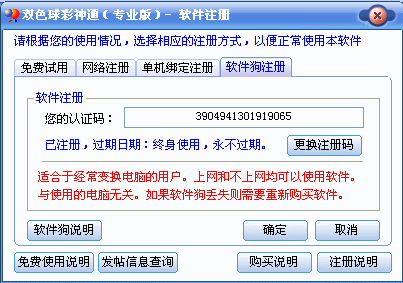 双色球彩神通（专业版）- 软件注册
请根据您的使用情况，选择相应的注册方式，以便正常使用本软件
免费试用 网络注册 单机绑定注册 软件狗注册
软件注册
您的认证码： 3904941301919065
已注册，过期日期：终身使用，永不过期。 更换注册码
适合于经常变换电脑的用户。上网和不上网均可以使用软件。
与使用的电脑无关。如果软件狗丢失则需要重新购买软件。
软件狗说明 确定 取消
免费使用说明 发帖信息查询 购买说明 注册说明